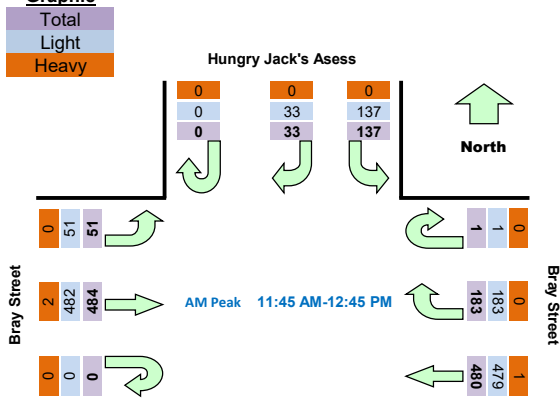 Graphic
Total
Light
Heavy
Hungry Jack's Asess
0 0 0
0 33 137
0 33 137
North
0 51 51
1 1 0
Bray Street
2 482 484
AM Peak 11:45 AM-12:45 PM
183 183 0
Bray Street
0 0 0
480 479 1